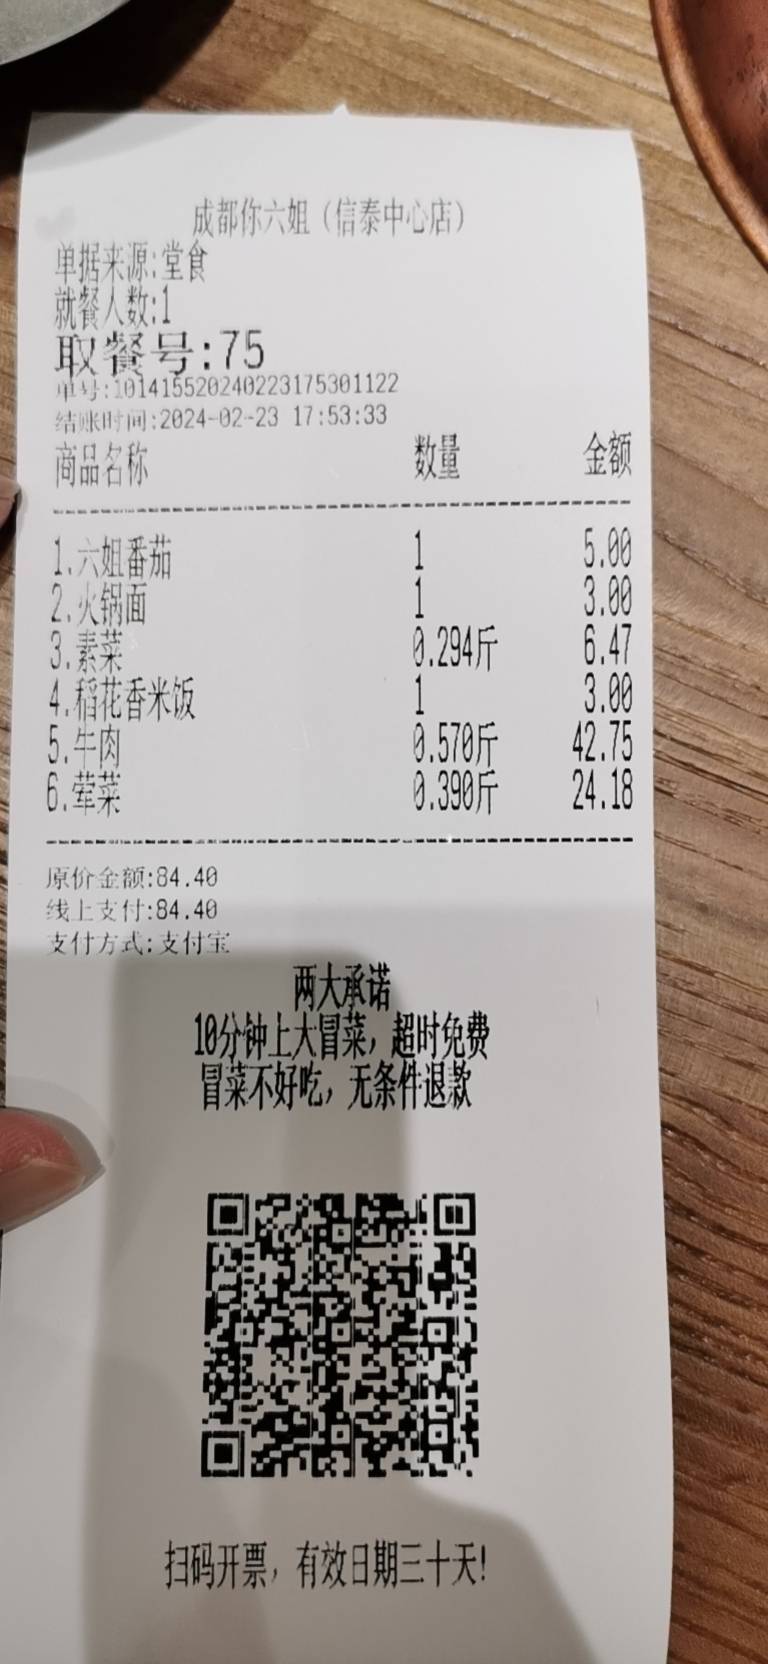 成都你六姐（信泰中心店）
单据来源:堂食
就餐人数:1
取餐号:75
单号:101415520240223175301122
结账时间:2024-02-23 17:53:33
商品名称 数量 金额
1.六姐番茄 1 5.00
2.火锅面 1 3.00
3.素菜 0.294斤 6.47
4.稻花香米饭 1 3.00
5.牛肉 0.570斤 42.75
6.荤菜 0.390斤 24.18
原价金额:84.40
线上支付:84.40
支付方式:支付宝
两大承诺
10分钟上大冒菜，超时免费
冒菜不好吃，无条件退款
扫码开票，有效日期三十天!